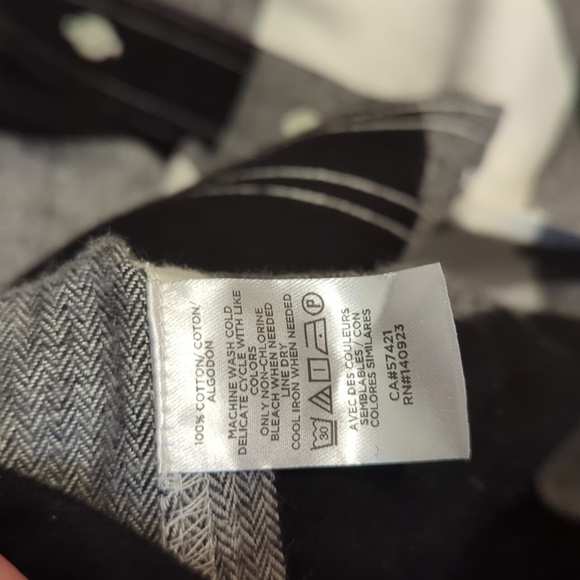 100% COTTON/ COTON/
ALGODON
MACHINE WASH COLD
DELICATE CYCLE WITH LIKE
COLORS
ONLY NON-CHLORINE
BLEACH WHEN NEEDED
LINE DRY
COOL IRON WHEN NEEDED
30 P
AVEC DES COULEURS
SEMBLABLES / CON
COLORES SIMILARES
CA#57421
RN#140923